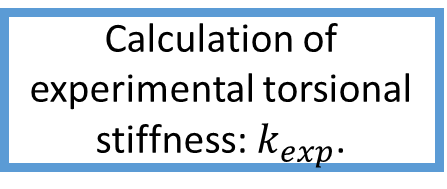 Calculation of
experimental torsional
stiffness: k_exp.